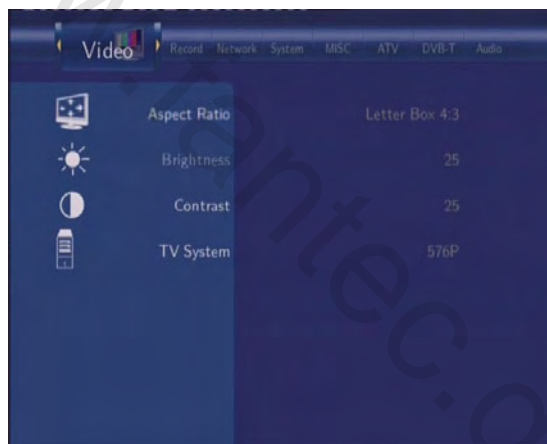 Video Record Network System MISC ATV DVB-T Audio
Aspect Ratio Letter Box 4:3
Brightness 25
Contrast 25
TV System 576P